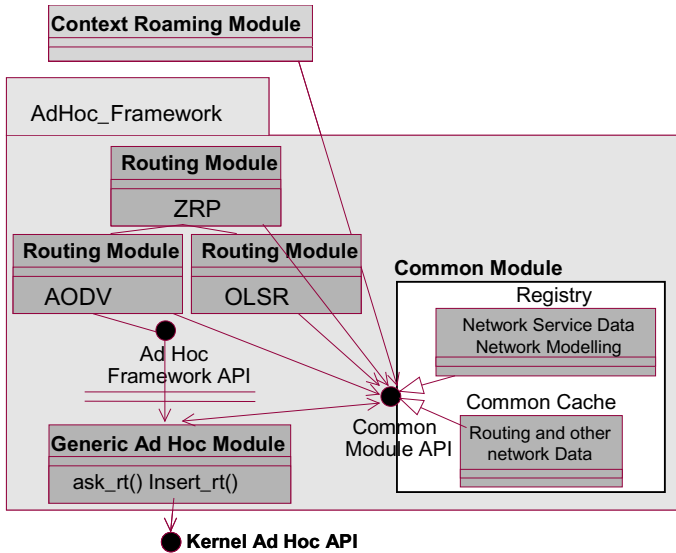 Context Roaming Module
AdHoc_Framework
Routing Module
ZRP
Routing Module
AODV
Routing Module
OLSR
Common Module
Registry
Network Service Data
Network Modelling
Ad Hoc
Framework API
Common Cache
Routing and other
network Data
Common
Module API
Generic Ad Hoc Module
ask_rt() Insert_rt()
Kernel Ad Hoc API